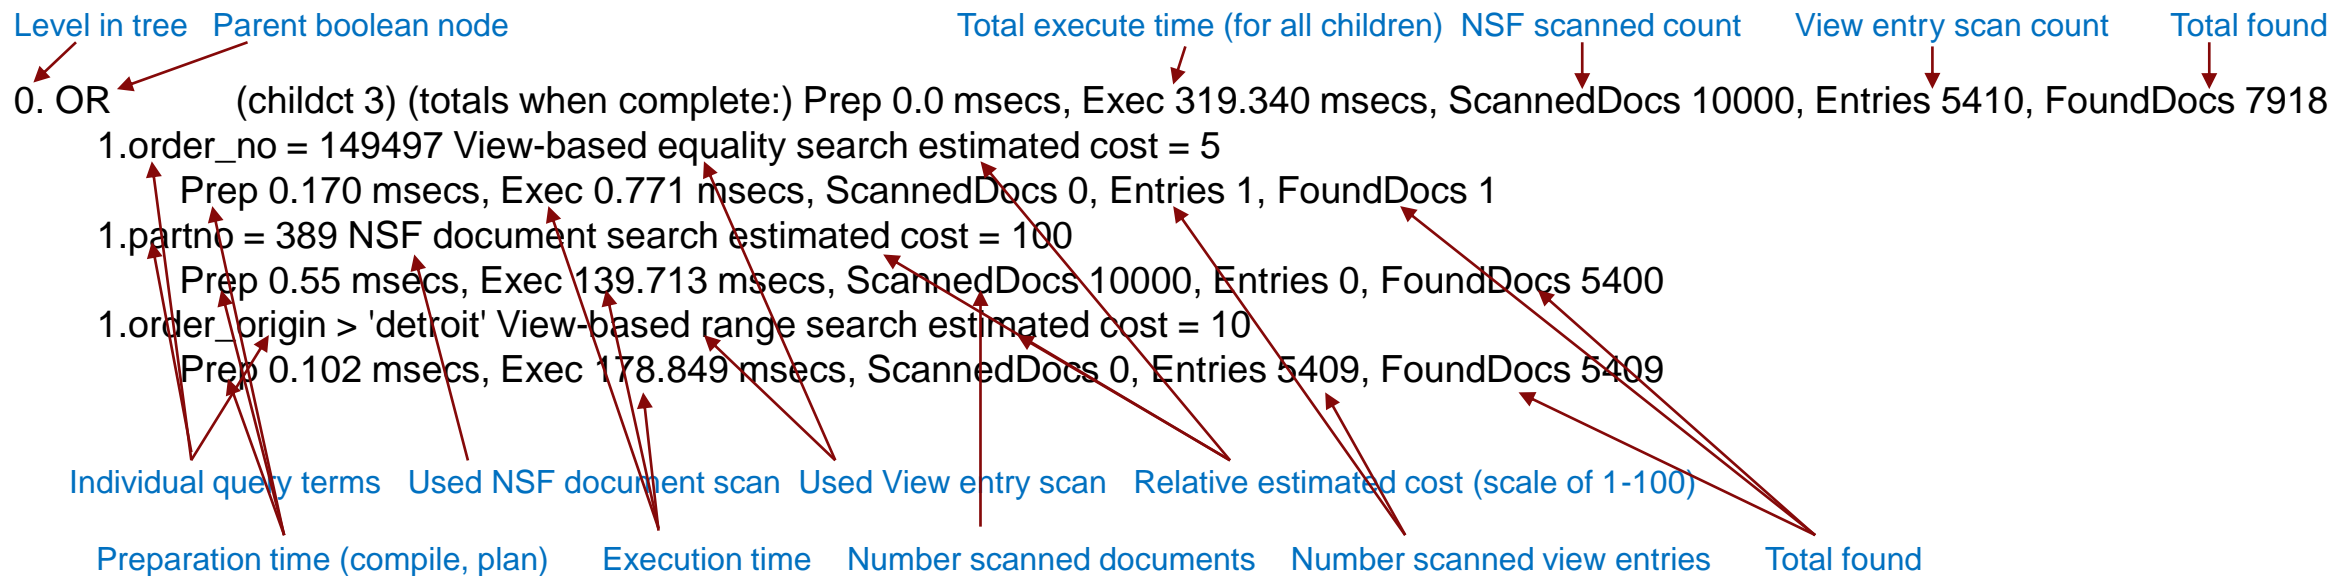 Level in tree Parent boolean node Total execute time (for all children) NSF scanned count View entry scan count Total found
0. OR (childct 3) (totals when complete:) Prep 0.0 msecs, Exec 319.340 msecs, ScannedDocs 10000, Entries 5410, FoundDocs 7918
1.order_no = 149497 View-based equality search estimated cost = 5
Prep 0.170 msecs, Exec 0.771 msecs, ScannedDocs 0, Entries 1, FoundDocs 1
1.partno = 389 NSF document search estimated cost = 100
Prep 0.55 msecs, Exec 139.713 msecs, ScannedDocs 10000, Entries 0, FoundDocs 5400
1.order_origin > 'detroit' View-based range search estimated cost = 10
Prep 0.102 msecs, Exec 178.849 msecs, ScannedDocs 0, Entries 5409, FoundDocs 5409
Individual query terms Used NSF document scan Used View entry scan Relative estimated cost (scale of 1-100)
Preparation time (compile, plan) Execution time Number scanned documents Number scanned view entries Total found